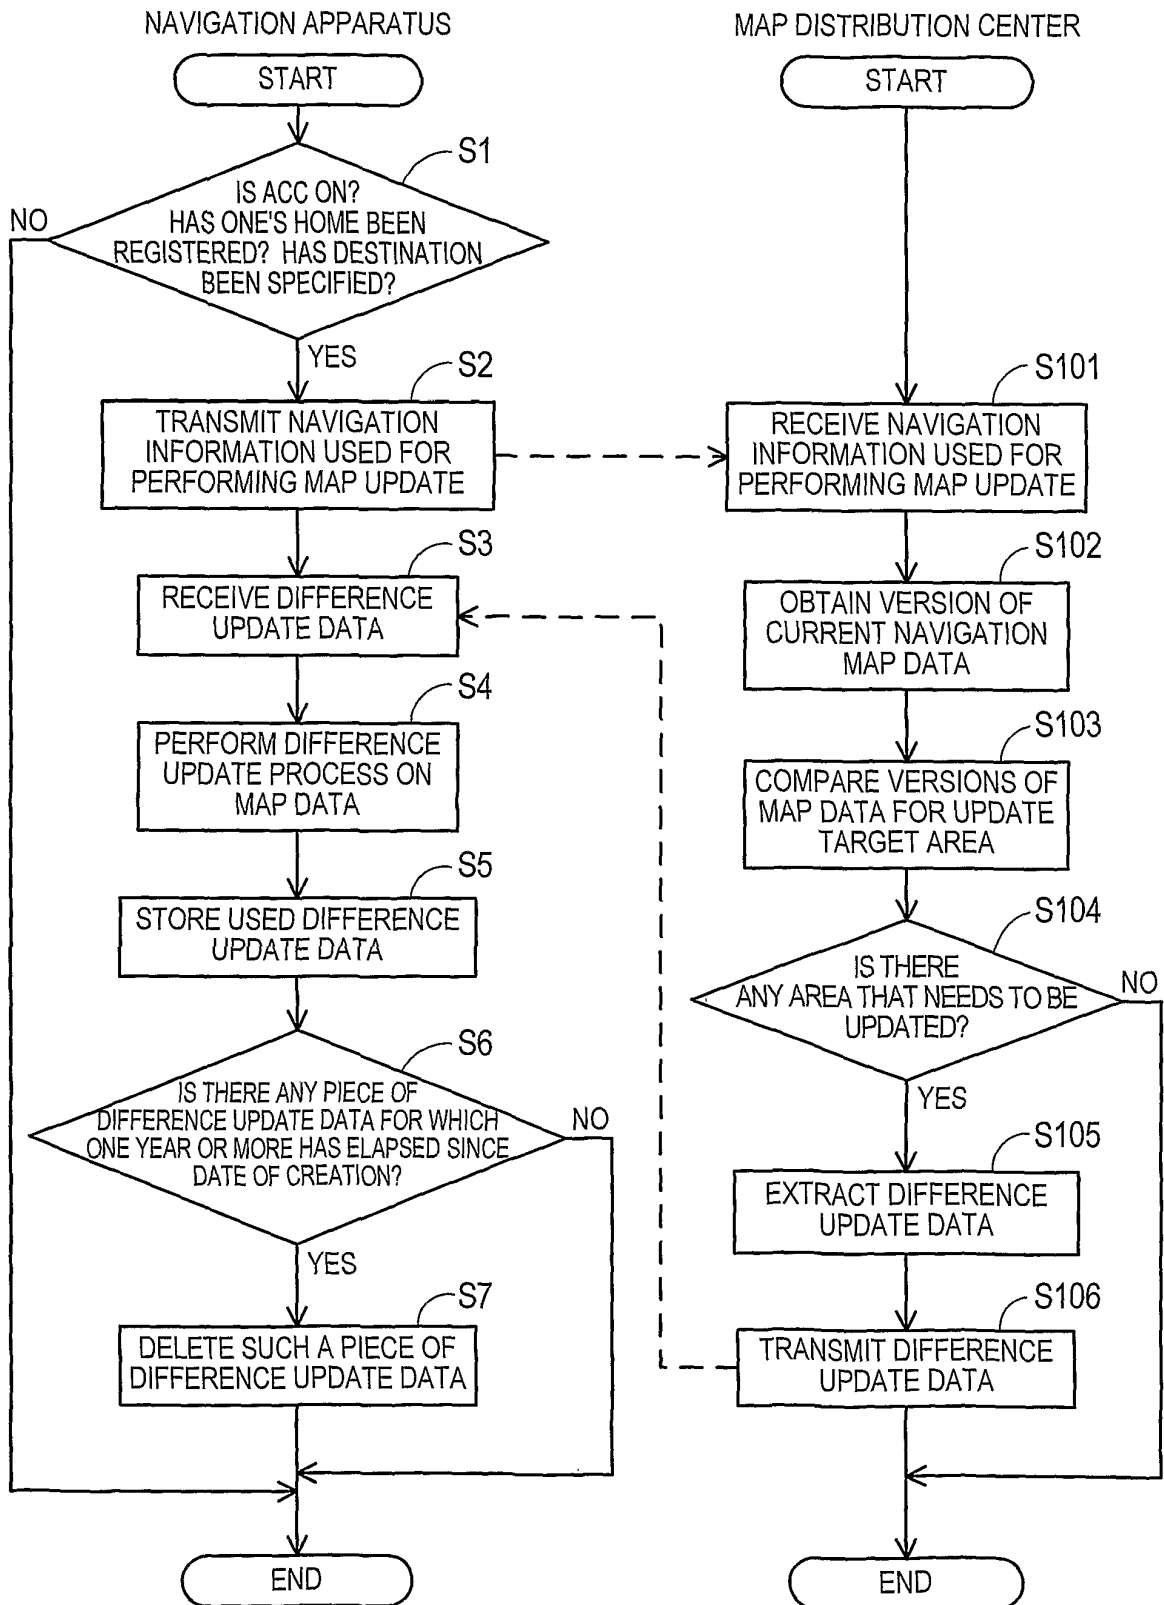 NAVIGATION APPARATUS
START
S1
IS ACC ON?
HAS ONE'S HOME BEEN
REGISTERED? HAS DESTINATION
BEEN SPECIFIED?
NO
YES
S2
TRANSMIT NAVIGATION
INFORMATION USED FOR
PERFORMING MAP UPDATE
S3
RECEIVE DIFFERENCE
UPDATE DATA
S4
PERFORM DIFFERENCE
UPDATE PROCESS ON
MAP DATA
S5
STORE USED DIFFERENCE
UPDATE DATA
S6
IS THERE ANY PIECE OF
DIFFERENCE UPDATE DATA FOR WHICH
ONE YEAR OR MORE HAS ELAPSED SINCE
DATE OF CREATION?
NO
YES
S7
DELETE SUCH A PIECE OF
DIFFERENCE UPDATE DATA
END
MAP DISTRIBUTION CENTER
START
S101
RECEIVE NAVIGATION
INFORMATION USED FOR
PERFORMING MAP UPDATE
S102
OBTAIN VERSION OF
CURRENT NAVIGATION
MAP DATA
S103
COMPARE VERSIONS OF
MAP DATA FOR UPDATE
TARGET AREA
S104
IS THERE
ANY AREA THAT NEEDS TO BE
UPDATED?
NO
YES
S105
EXTRACT DIFFERENCE
UPDATE DATA
S106
TRANSMIT DIFFERENCE
UPDATE DATA
END